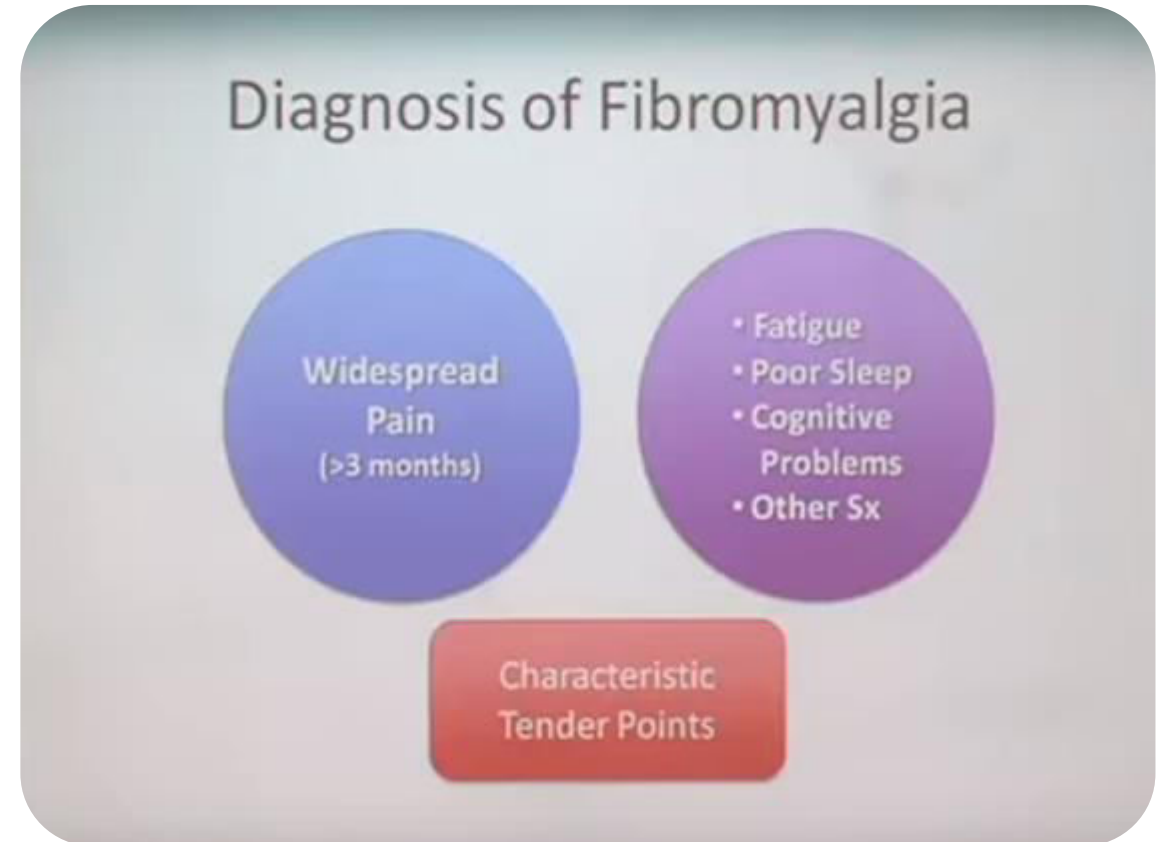 Diagnosis of Fibromyalgia
Widespread
Pain
(>3 months)
• Fatigue
• Poor Sleep
• Cognitive
Problems
• Other Sx
Characteristic
Tender Points